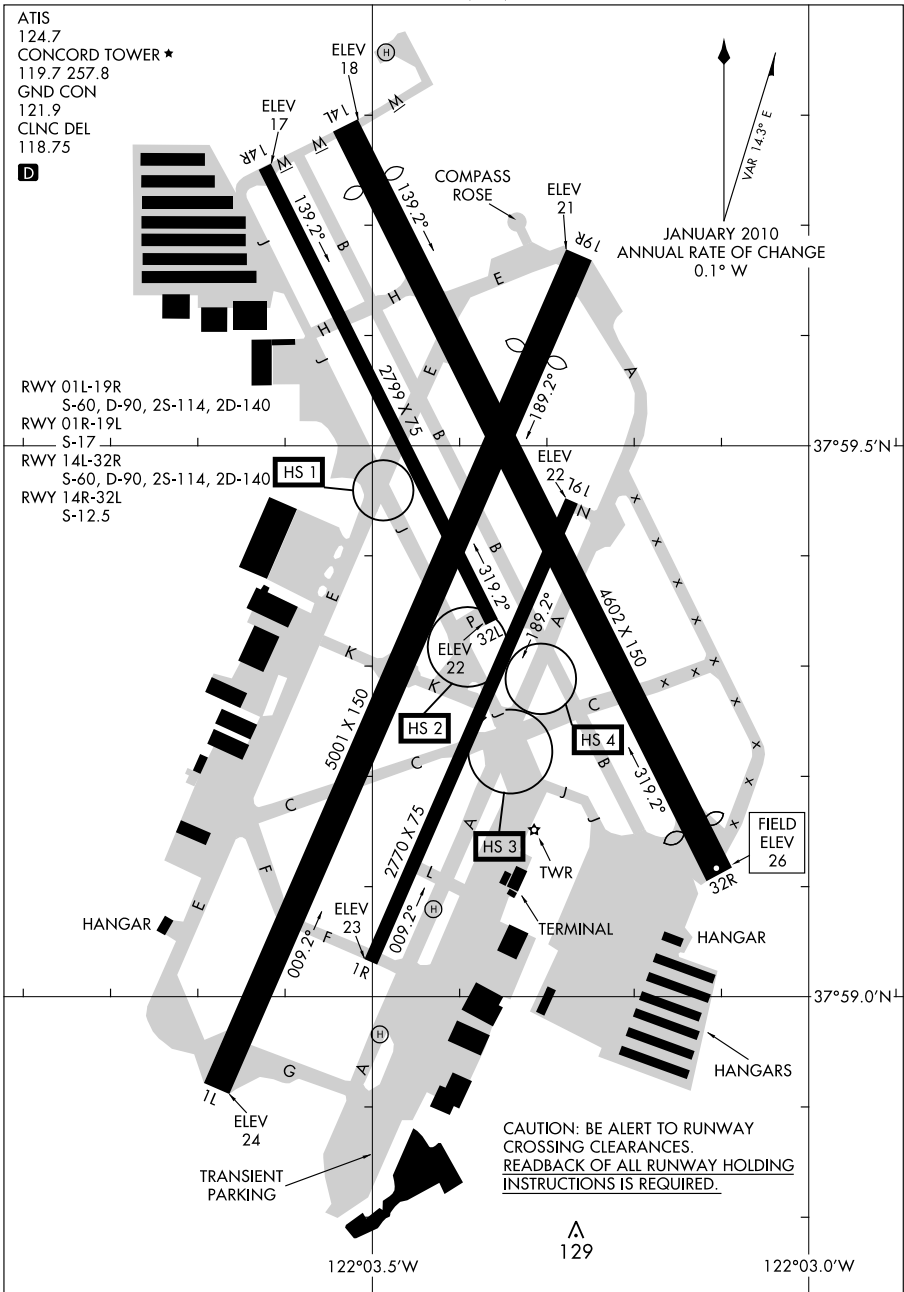 ATIS
124.7
CONCORD TOWER ★
119.7 257.8
GND CON
121.9
CLNC DEL
118.75
D
ELEV
18
H
ELEV
17
14L
14R
W
W
W
139.2°
139.2°
COMPASS
ROSE
ELEV
21
19R
VAR 14.3° E
JANUARY 2010
ANNUAL RATE OF CHANGE
0.1° W
J
B
H
H
E
J
E
A
B
2799 X 75
189.2°
RWY 01L-19R
S-60, D-90, 2S-114, 2D-140
RWY 01R-19L
S-17
RWY 14L-32R
S-60, D-90, 2S-114, 2D-140
RWY 14R-32L
S-12.5
37°59.5'N
HS 1
ELEV
22
19L
N
J
B
319.2°
189.2°
4602 X 150
x x x x x x x x x x x x
E
P
32L
A
ELEV
22
K
K
J
C
HS 2
HS 4
5001 X 150
C
C
B
319.2°
J
J
2770 X 75
A
HS 3
TWR
FIELD
ELEV
26
32R
L
F
E
HANGAR
ELEV
23
F
009.2°
009.2°
H
TERMINAL
HANGAR
1R
37°59.0'N
H
G
A
HANGARS
1L
ELEV
24
TRANSIENT
PARKING
CAUTION: BE ALERT TO RUNWAY
CROSSING CLEARANCES.
READBACK OF ALL RUNWAY HOLDING
INSTRUCTIONS IS REQUIRED.
129
122°03.5'W
122°03.0'W